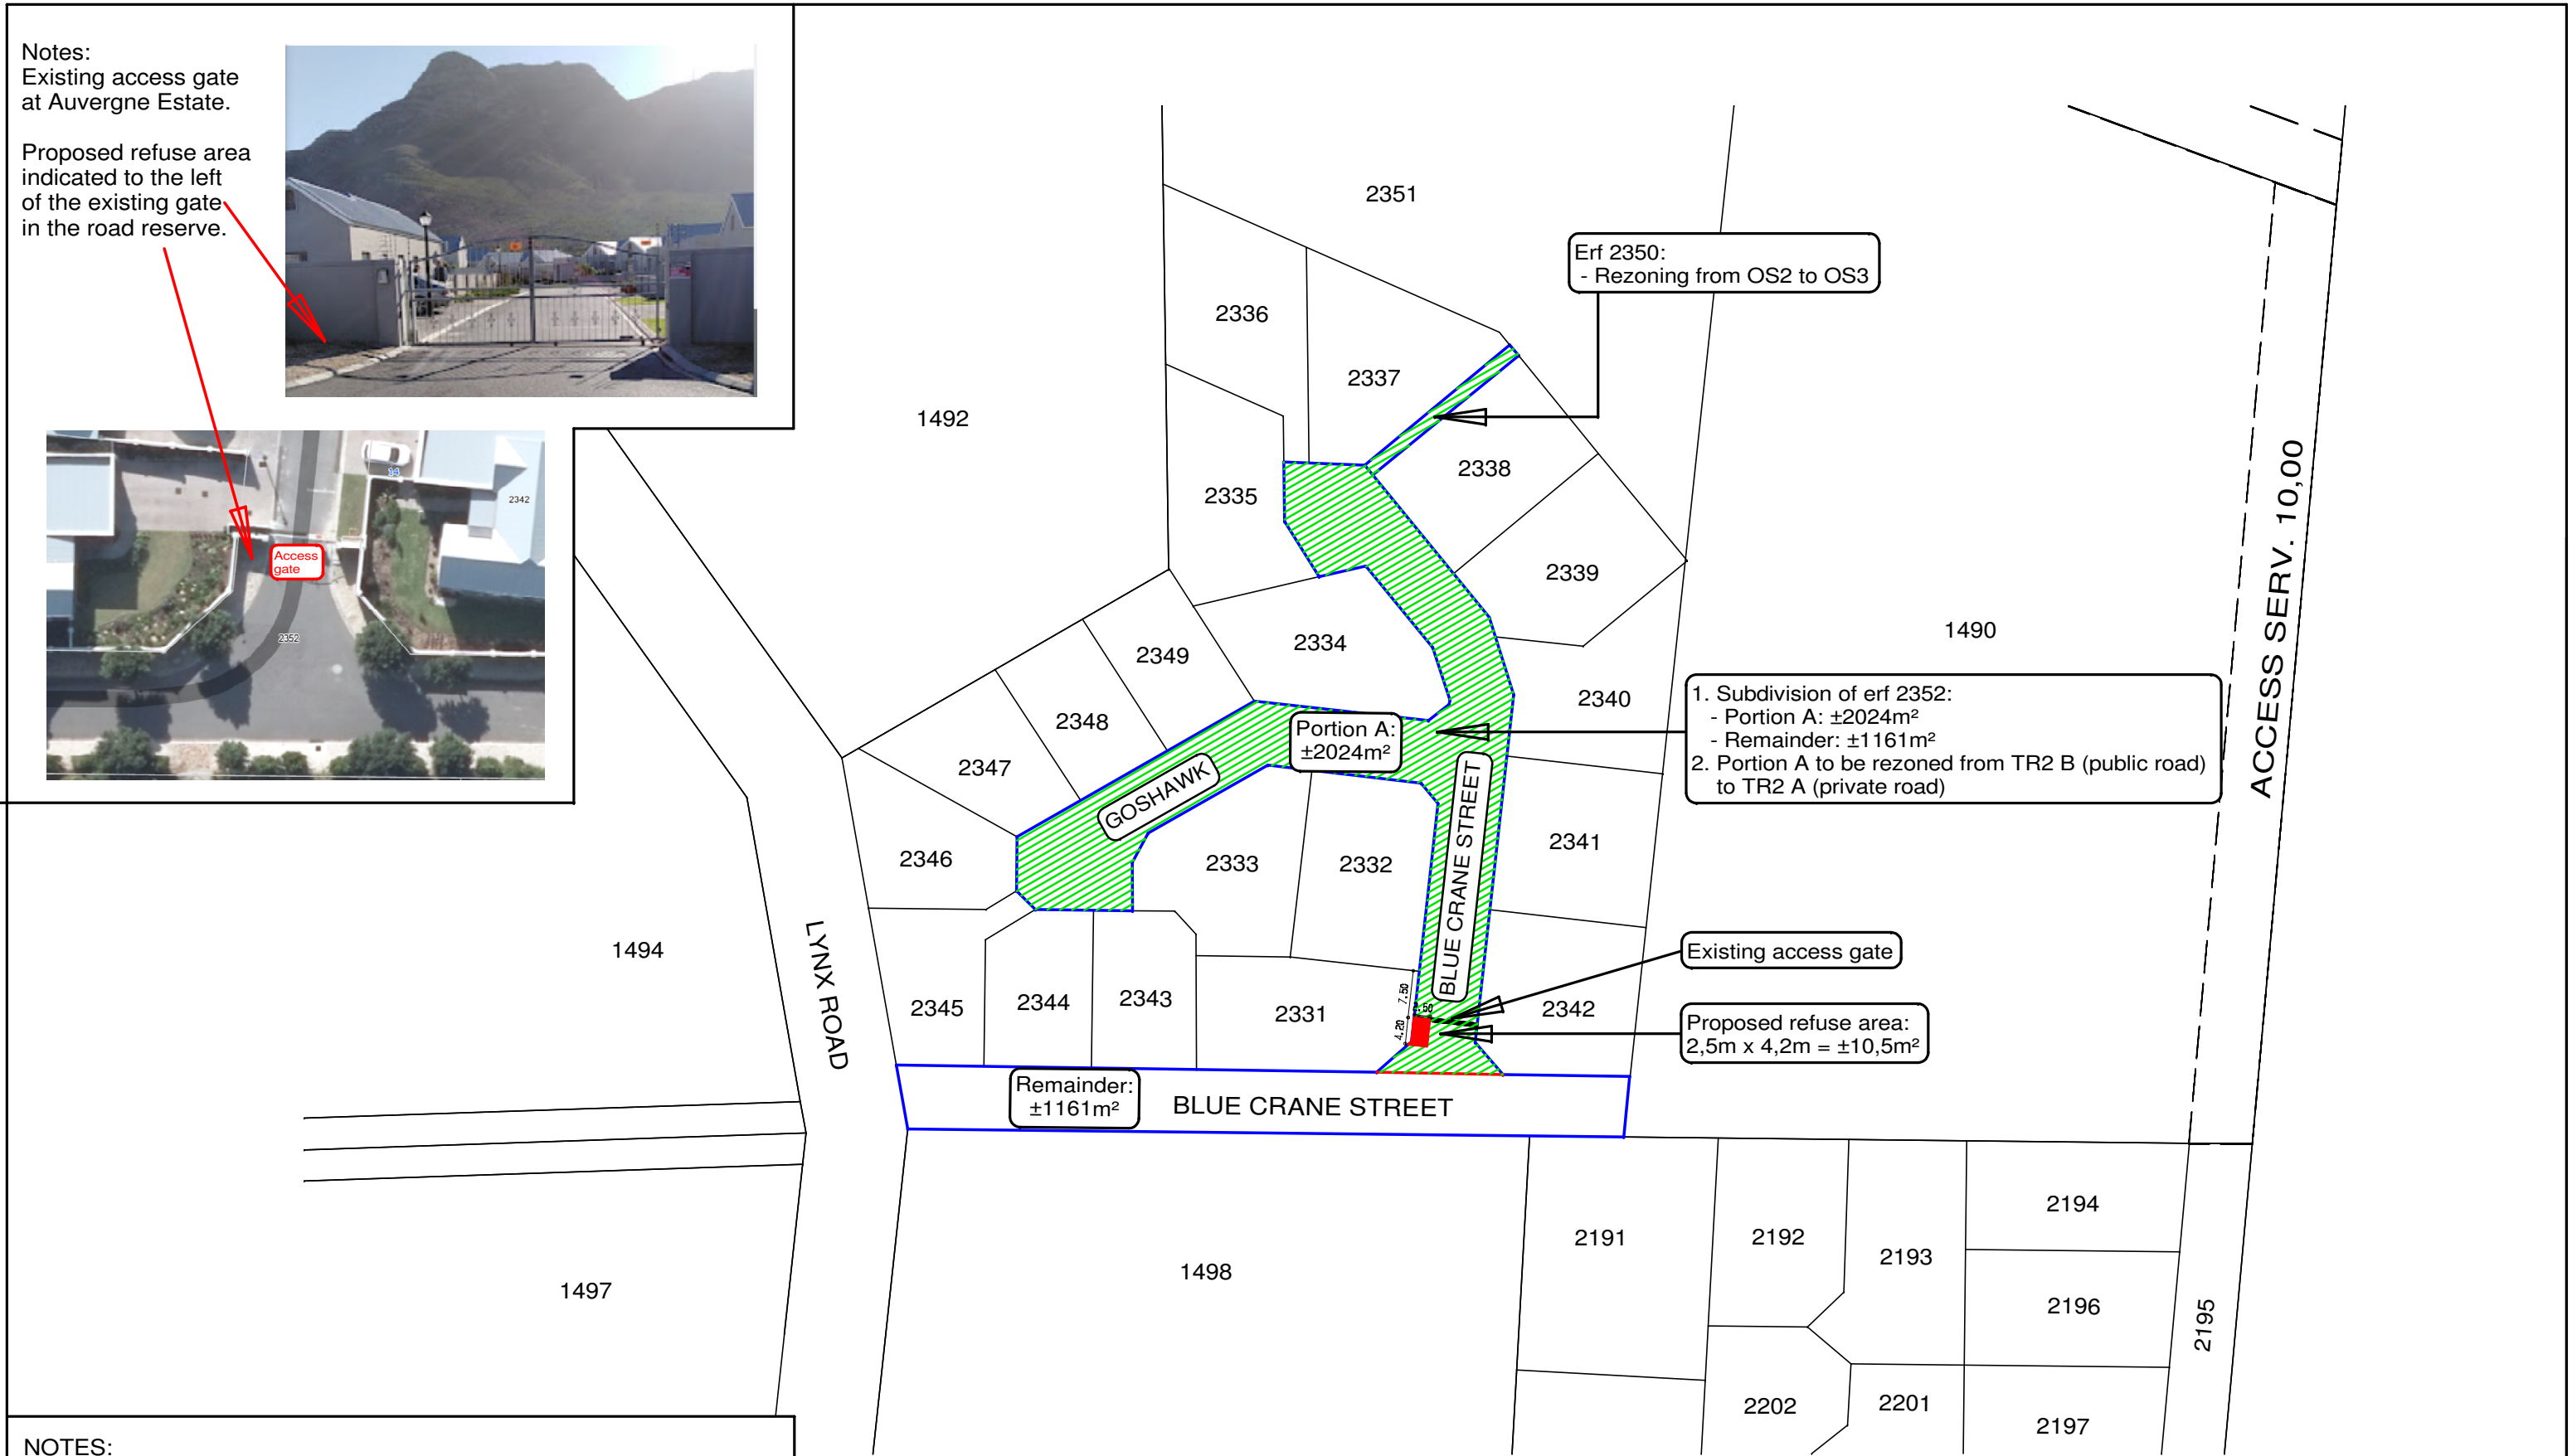 Notes:
Existing access gate
at Auvergne Estate.
Proposed refuse area
indicated to the left
of the existing gate
in the road reserve.
14
2342
Access
gate
2352
2351
Erf 2350:
- Rezoning from OS2 to OS3
2336
2337
1492
2338
2335
2339
1490
ACCESS SERV. 10,00
2349
2334
2340
2348
2347
Portion A:
±2024m²
1. Subdivision of erf 2352:
- Portion A: ±2024m²
- Remainder: ±1161m²
2. Portion A to be rezoned from TR2 B (public road)
to TR2 A (private road)
GOSHAWK
BLUE CRANE STREET
2346
2333
2332
2341
LYNX ROAD
1494
Existing access gate
2345
2344
2343
2331
7.50
4.20
2342
Proposed refuse area:
2,5m x 4,2m = ±10,5m²
Remainder:
±1161m²
BLUE CRANE STREET
2191
2192
2193
2194
1498
1497
2196
2195
2202
2201
2197
NOTES: